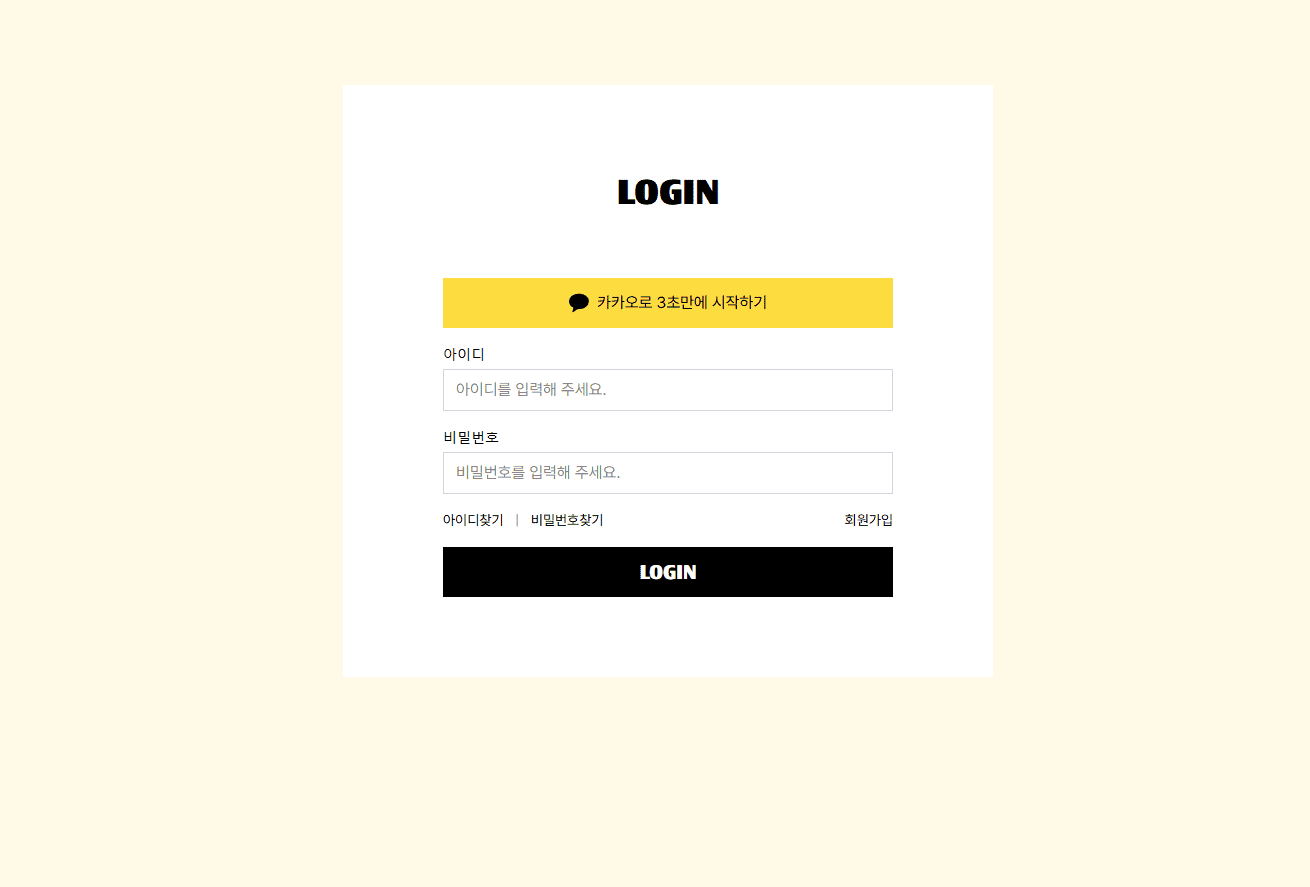 LOGIN
카카오로 3초만에 시작하기
아이디
아이디를 입력해 주세요.
비밀번호
비밀번호를 입력해 주세요.
아이디찾기 | 비밀번호찾기 회원가입
LOGIN